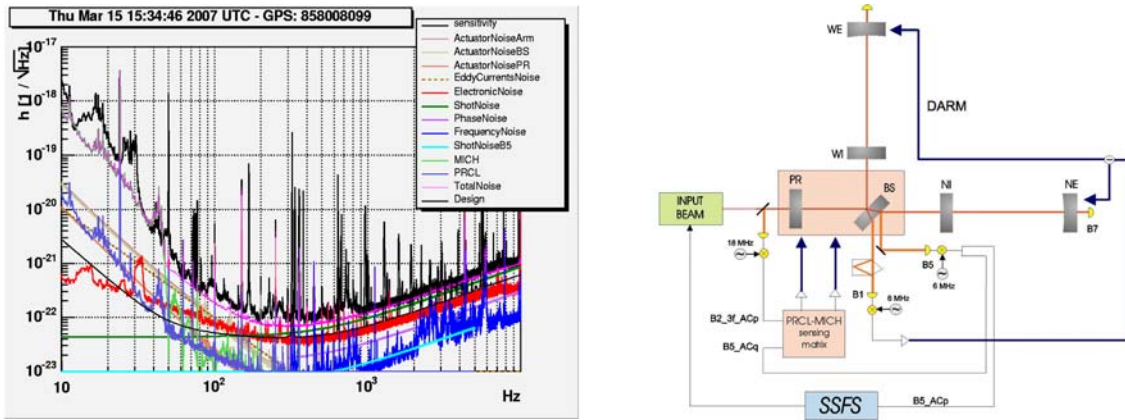 Thu Mar 15 15:34:46 2007 UTC - GPS: 858008099
h [1 / √Hz]
10-17
10-18
10-19
10-20
10-21
10-22
10-23
10
102
103
Hz
sensitivity
ActuatorNoiseArm
ActuatorNoiseBS
ActuatorNoisePR
EddyCurrentsNoise
ElectronicNoise
ShotNoise
PhaseNoise
FrequencyNoise
ShotNoiseB5
MICH
PRCL
TotalNoise
Design
WE
DARM
WI
PR
BS
NI
NE
INPUT
BEAM
B7
18 MHz
B5
6 MHz
B1
6 MHz
B2_3f_ACp
PRCL-MICH
sensing
matrix
B5_ACq
SSFS
B5_ACp